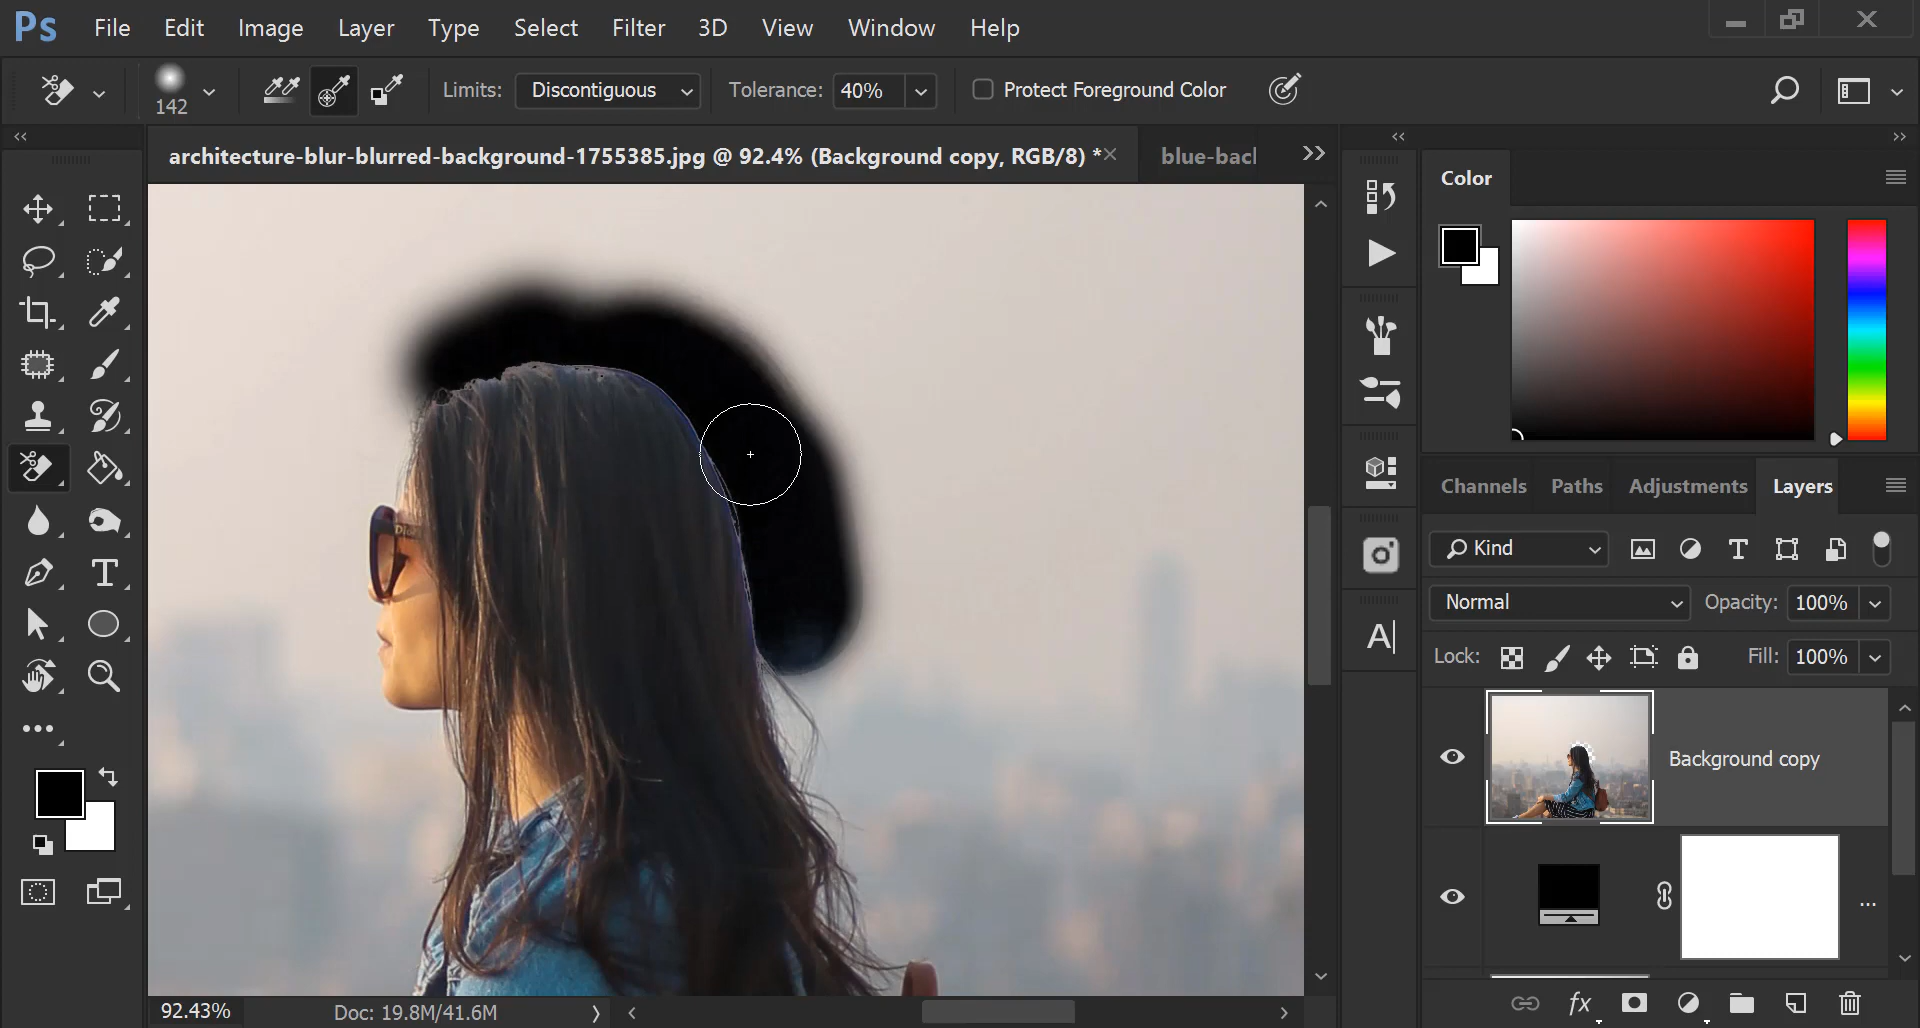 Ps File Edit Image Layer Type Select Filter 3D View Window Help
142 Limits: Discontiguous Tolerance: 40% Protect Foreground Color
architecture-blur-blurred-background-1755385.jpg @ 92.4% (Background copy, RGB/8) * blue-bacl
Color
Channels Paths Adjustments Layers
Kind
Normal Opacity: 100%
Lock: Fill: 100%
Background copy
...
92.43% Doc: 19.8M/41.6M